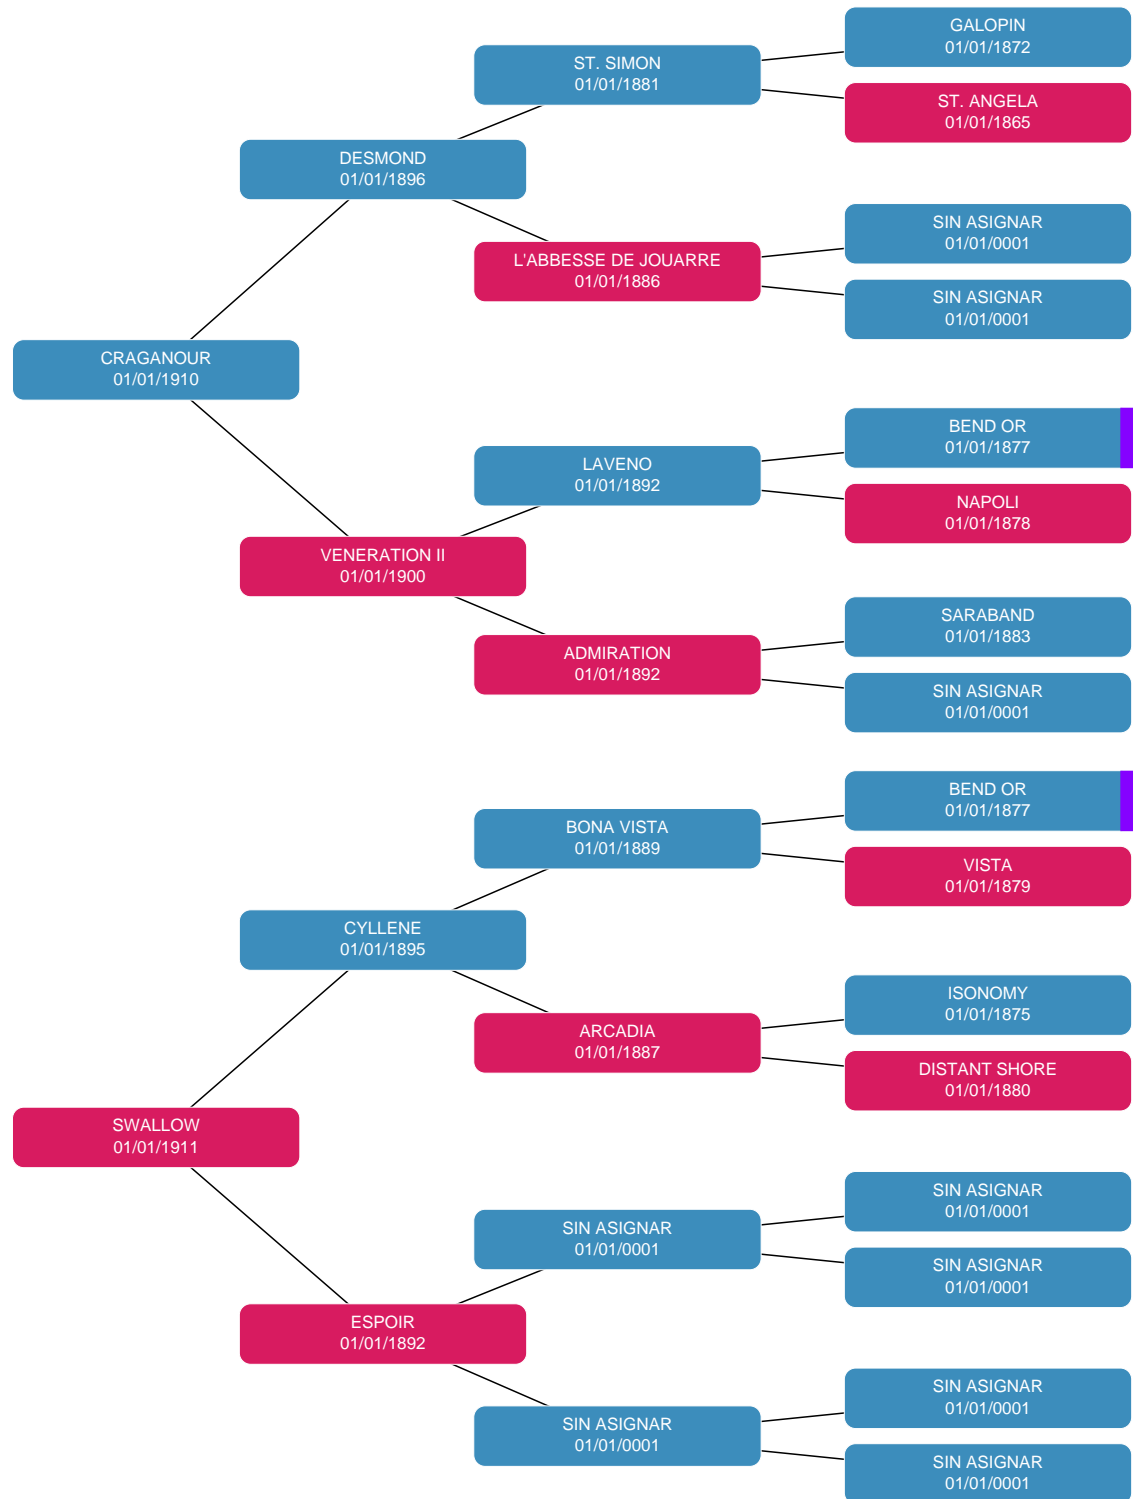 GALOPIN
01/01/1872
ST. SIMON
01/01/1881
ST. ANGELA
01/01/1865
DESMOND
01/01/1896
SIN ASIGNAR
01/01/0001
L'ABBESSE DE JOUARRE
01/01/1886
SIN ASIGNAR
01/01/0001
CRAGANOUR
01/01/1910
BEND OR
01/01/1877
LAVENO
01/01/1892
NAPOLI
01/01/1878
VENERATION II
01/01/1900
SARABAND
01/01/1883
ADMIRATION
01/01/1892
SIN ASIGNAR
01/01/0001
BEND OR
01/01/1877
BONA VISTA
01/01/1889
VISTA
01/01/1879
CYLLENE
01/01/1895
ISONOMY
01/01/1875
ARCADIA
01/01/1887
DISTANT SHORE
01/01/1880
SWALLOW
01/01/1911
SIN ASIGNAR
01/01/0001
SIN ASIGNAR
01/01/0001
SIN ASIGNAR
01/01/0001
ESPOIR
01/01/1892
SIN ASIGNAR
01/01/0001
SIN ASIGNAR
01/01/0001
SIN ASIGNAR
01/01/0001